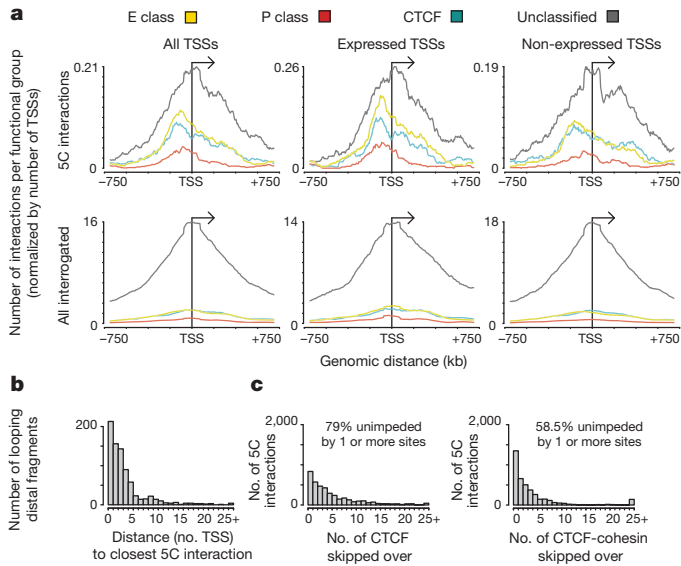 a
E class
P class
CTCF
Unclassified
All TSSs
Expressed TSSs
Non-expressed TSSs
Number of interactions per functional group
(normalized by number of TSSs)
5C interactions
0.21
0
−750
TSS
+750
0.26
0
−750
TSS
+750
0.19
0
−750
TSS
+750
All interrogated
16
0
−750
TSS
+750
14
0
−750
TSS
+750
18
0
−750
TSS
+750
Genomic distance (kb)
b
Number of looping
distal fragments
200
0
0 5 10 15 20 25+
Distance (no. TSS)
to closest 5C interaction
c
No. of 5C
interactions
2,000
0
79% unimpeded
by 1 or more sites
0 5 10 15 20 25+
No. of CTCF
skipped over
No. of 5C
interactions
2,000
0
58.5% unimpeded
by 1 or more sites
0 5 10 15 20 25+
No. of CTCF-cohesin
skipped over